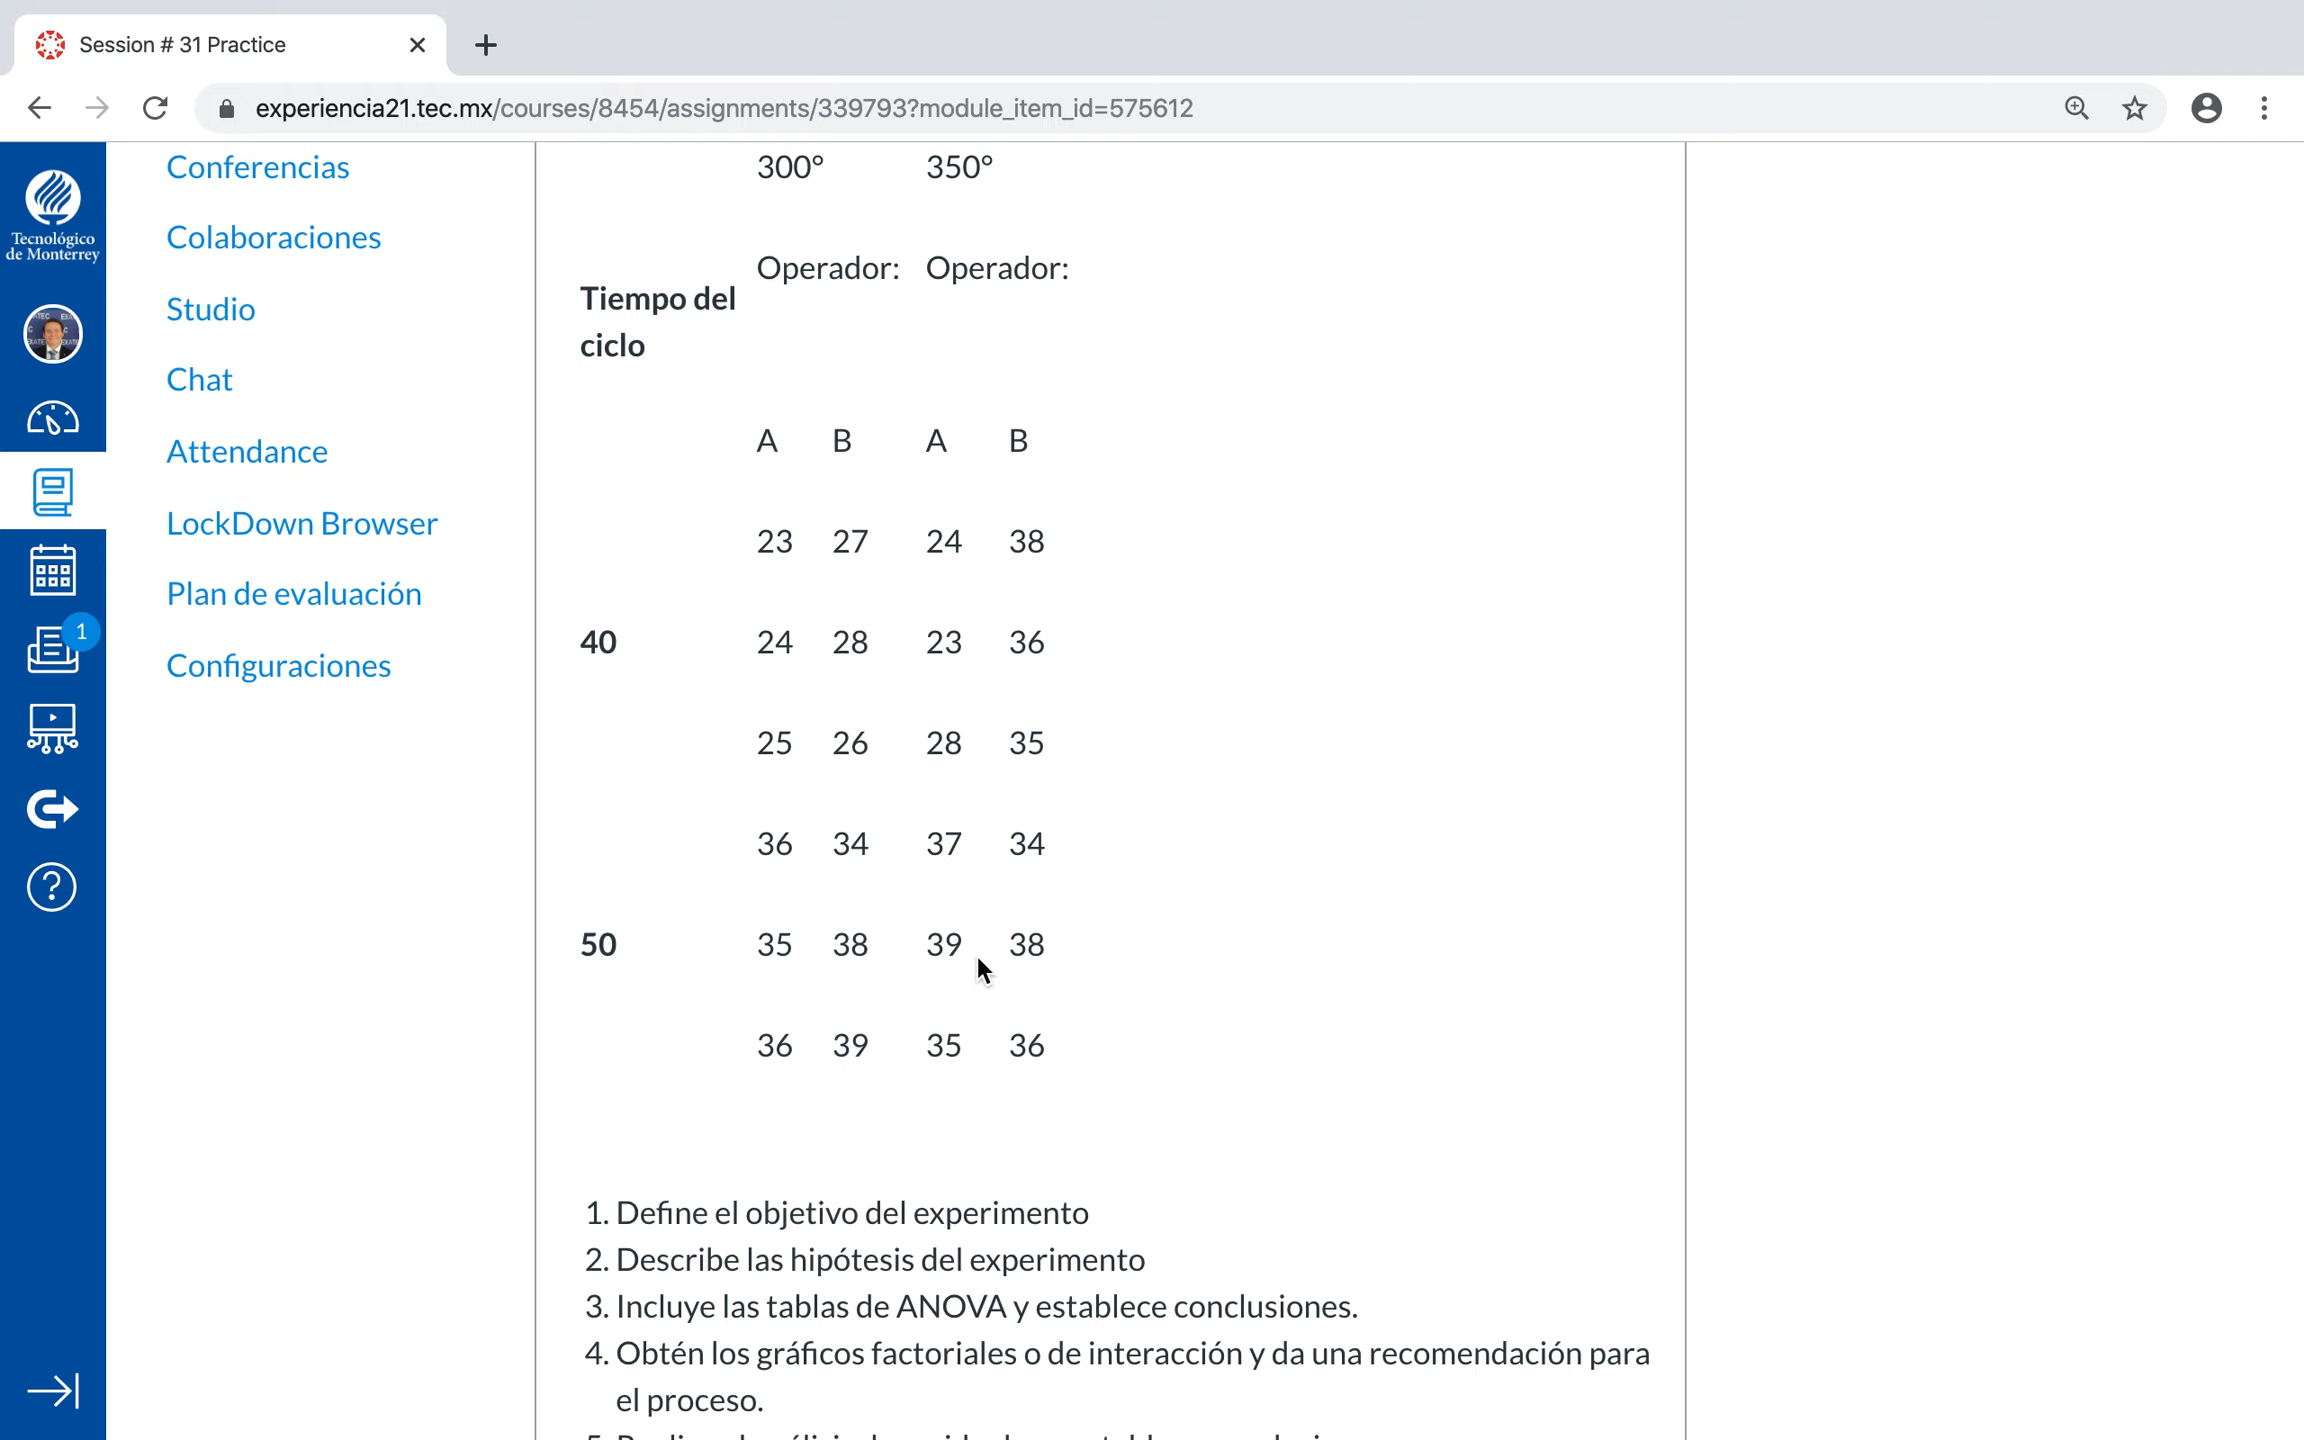 Session # 31 Practice
experiencia21.tec.mx/courses/8454/assignments/339793?module_item_id=575612
Tecnológico
de Monterrey
1
Conferencias
Colaboraciones
Studio
Chat
Attendance
LockDown Browser
Plan de evaluación
Configuraciones
300° 350°
Operador: Operador:
Tiempo del
ciclo
A B A B
23 27 24 38
40 24 28 23 36
25 26 28 35
36 34 37 34
50 35 38 39 38
36 39 35 36
1. Define el objetivo del experimento
2. Describe las hipótesis del experimento
3. Incluye las tablas de ANOVA y establece conclusiones.
4. Obtén los gráficos factoriales o de interacción y da una recomendación para
el proceso.